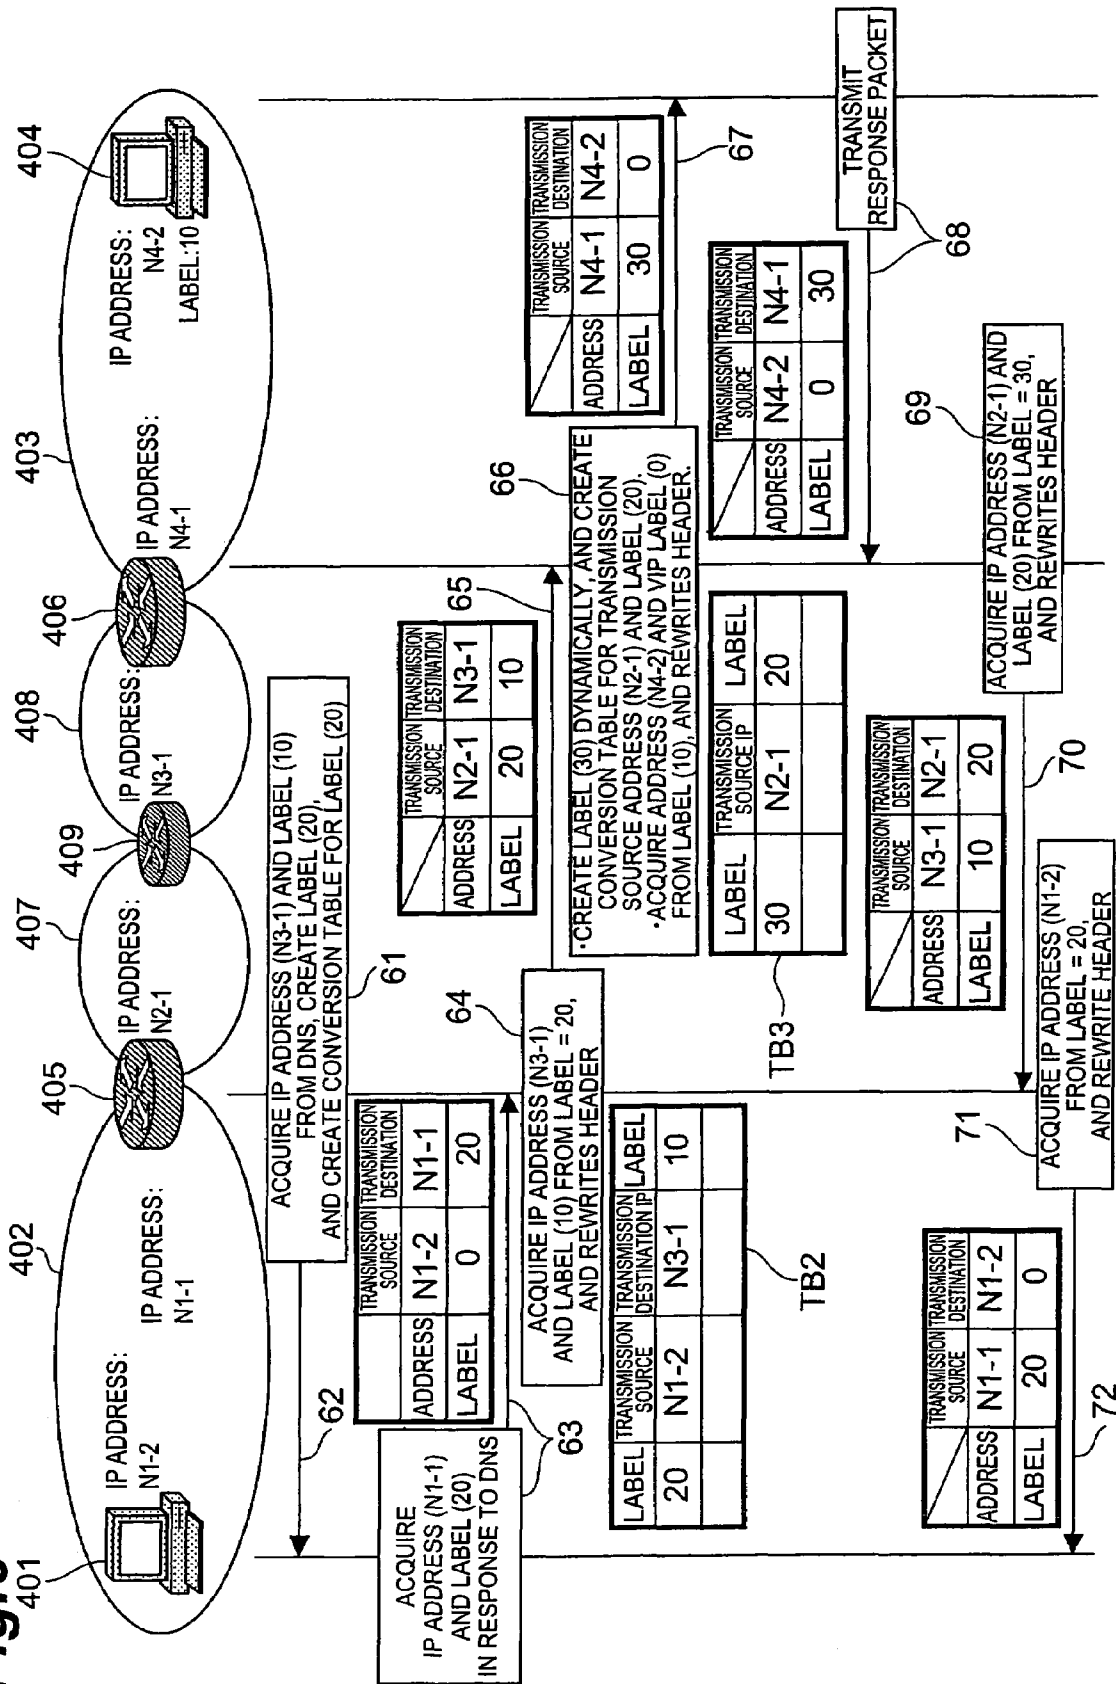 401
402
405
407
409
408
406
403
404
IP ADDRESS:
N1-2
IP ADDRESS:
N1-1
IP ADDRESS:
N2-1
IP ADDRESS:
N3-1
IP ADDRESS:
N4-1
IP ADDRESS:
N4-2
LABEL:10
ACQUIRE IP ADDRESS (N3-1) AND LABEL (10)
FROM DNS, CREATE LABEL (20),
AND CREATE CONVERSION TABLE FOR LABEL (20)
61
62
ACQUIRE
IP ADDRESS (N1-1)
AND LABEL (20)
IN RESPONSE TO DNS
63
TRANSMISSION SOURCE TRANSMISSION DESTINATION
ADDRESS N1-2 N1-1
LABEL 0 20
ACQUIRE IP ADDRESS (N3-1)
AND LABEL (10) FROM LABEL = 20,
AND REWRITES HEADER
64
LABEL TRANSMISSION SOURCE TRANSMISSION DESTINATION IP LABEL
20 N1-2 N3-1 10
TB2
TRANSMISSION SOURCE TRANSMISSION DESTINATION
ADDRESS N2-1 N3-1
LABEL 20 10
65
·CREATE LABEL (30) DYNAMICALLY, AND CREATE
CONVERSION TABLE FOR TRANSMISSION
SOURCE ADDRESS (N2-1) AND LABEL (20).
·ACQUIRE ADDRESS (N4-2) AND VIP LABEL (0)
FROM LABEL (10), AND REWRITES HEADER.
66
LABEL TRANSMISSION SOURCE IP LABEL
30 N2-1 20
TB3
TRANSMISSION SOURCE TRANSMISSION DESTINATION
ADDRESS N4-1 N4-2
LABEL 30 0
67
TRANSMIT
RESPONSE PACKET
68
TRANSMISSION SOURCE TRANSMISSION DESTINATION
ADDRESS N4-2 N4-1
LABEL 0 30
69
ACQUIRE IP ADDRESS (N2-1) AND
LABEL (20) FROM LABEL = 30,
AND REWRITES HEADER
TRANSMISSION SOURCE TRANSMISSION DESTINATION
ADDRESS N3-1 N2-1
LABEL 10 20
70
71
ACQUIRE IP ADDRESS (N1-2)
FROM LABEL = 20,
AND REWRITE HEADER
TRANSMISSION SOURCE TRANSMISSION DESTINATION
ADDRESS N1-1 N1-2
LABEL 20 0
72